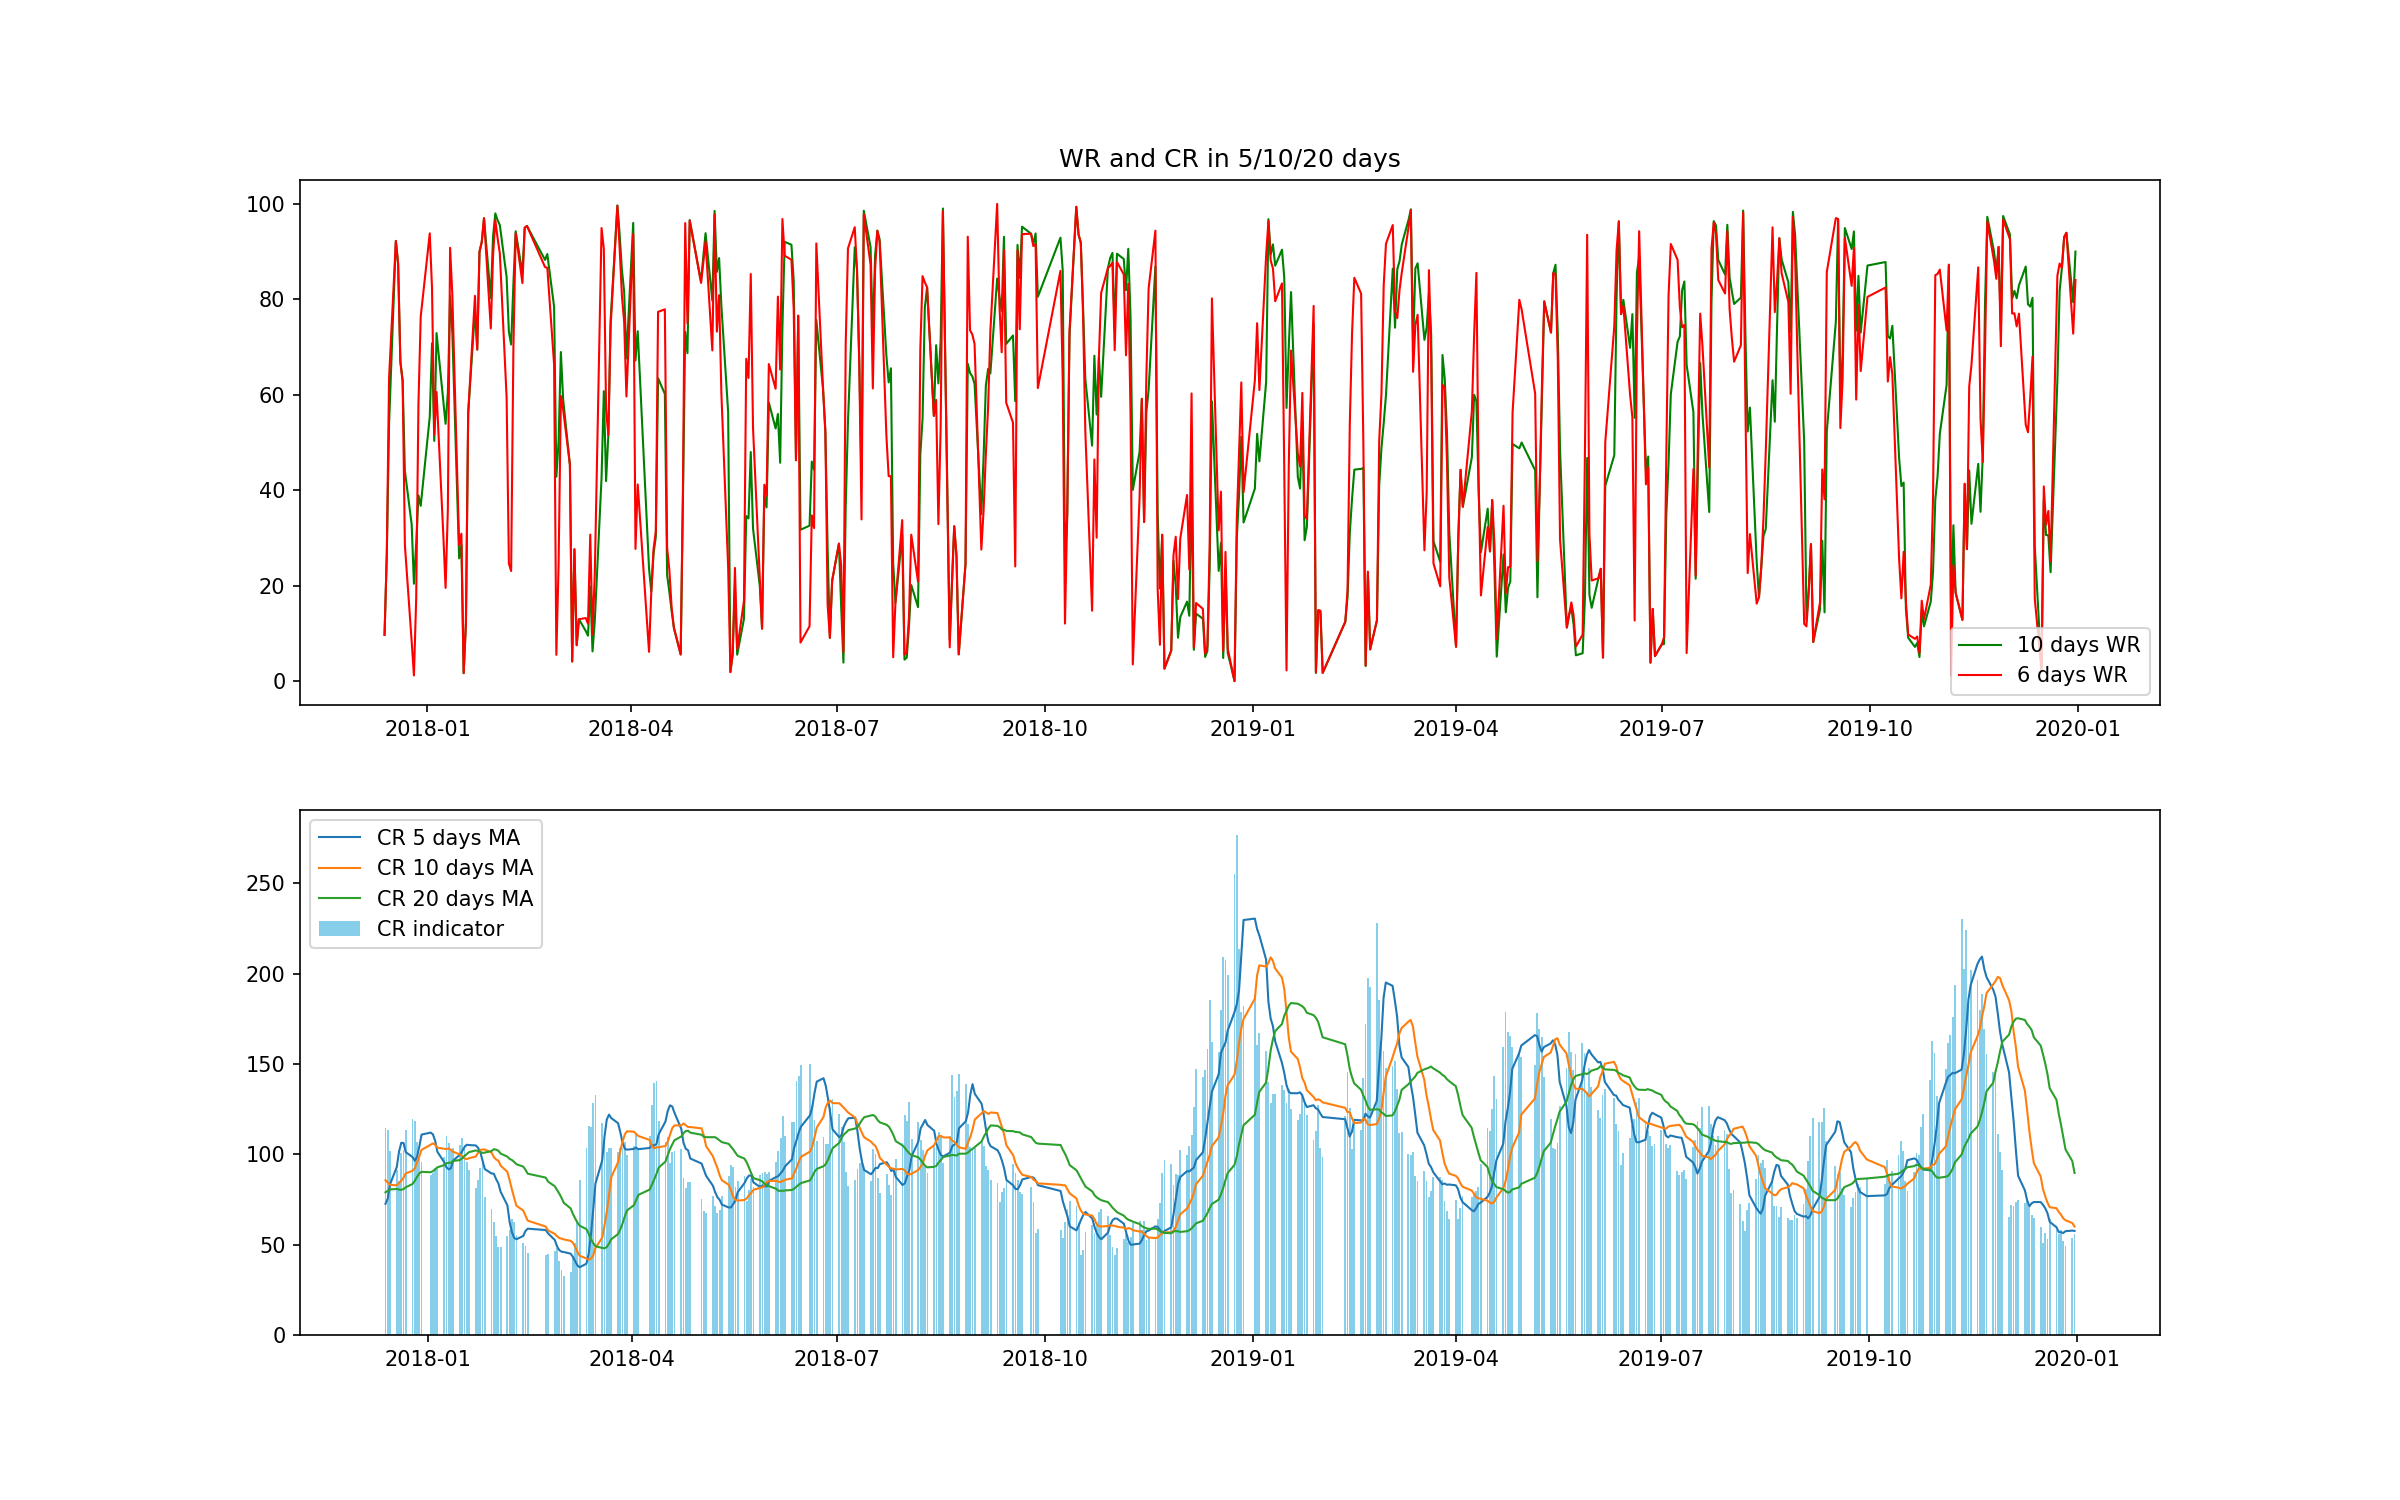 WR and CR in 5/10/20 days
100
80
60
40
20
0
10 days WR
6 days WR
2018-01 2018-04 2018-07 2018-10 2019-01 2019-04 2019-07 2019-10 2020-01
CR 5 days MA
CR 10 days MA
CR 20 days MA
CR indicator
250
200
150
100
50
0
2018-01 2018-04 2018-07 2018-10 2019-01 2019-04 2019-07 2019-10 2020-01